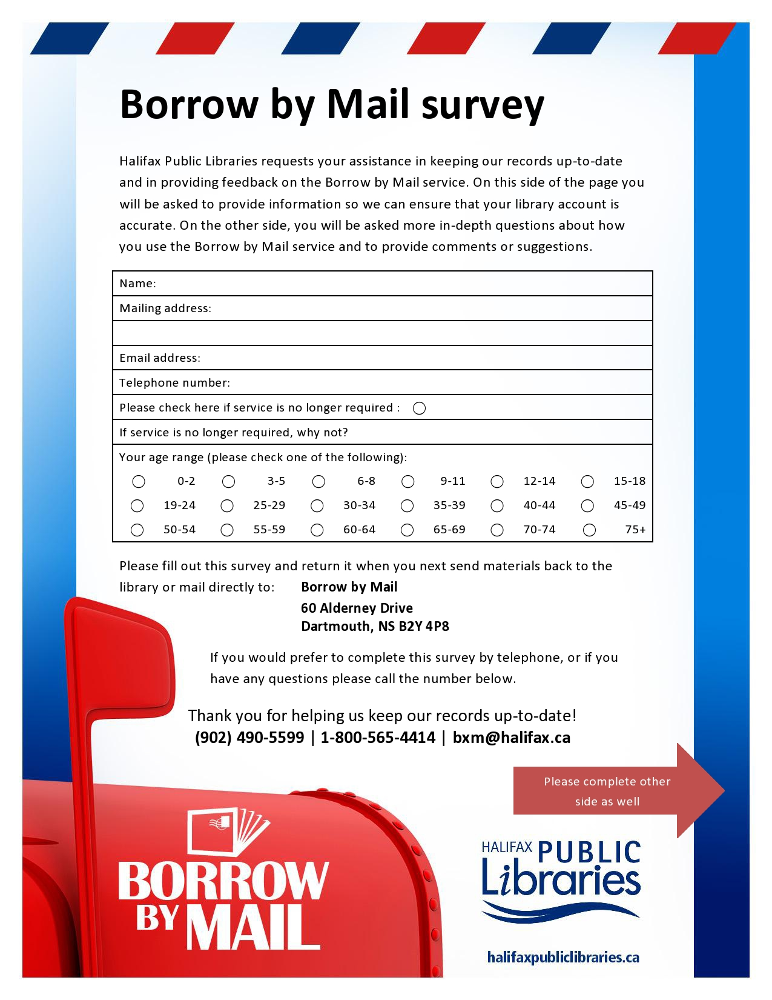 Borrow by Mail survey
Halifax Public Libraries requests your assistance in keeping our records up-to-date
and in providing feedback on the Borrow by Mail service. On this side of the page you
will be asked to provide information so we can ensure that your library account is
accurate. On the other side, you will be asked more in-depth questions about how
you use the Borrow by Mail service and to provide comments or suggestions.
Name:
Mailing address:
Email address:
Telephone number:
Please check here if service is no longer required :
If service is no longer required, why not?
Your age range (please check one of the following):
0-2 3-5 6-8 9-11 12-14 15-18
19-24 25-29 30-34 35-39 40-44 45-49
50-54 55-59 60-64 65-69 70-74 75+
Please fill out this survey and return it when you next send materials back to the
library or mail directly to: Borrow by Mail
60 Alderney Drive
Dartmouth, NS B2Y 4P8
If you would prefer to complete this survey by telephone, or if you
have any questions please call the number below.
Thank you for helping us keep our records up-to-date!
(902) 490-5599 | 1-800-565-4414 | bxm@halifax.ca
Please complete other
side as well
BORROW
BY MAIL
HALIFAX PUBLIC
Libraries
halifaxpubliclibraries.ca